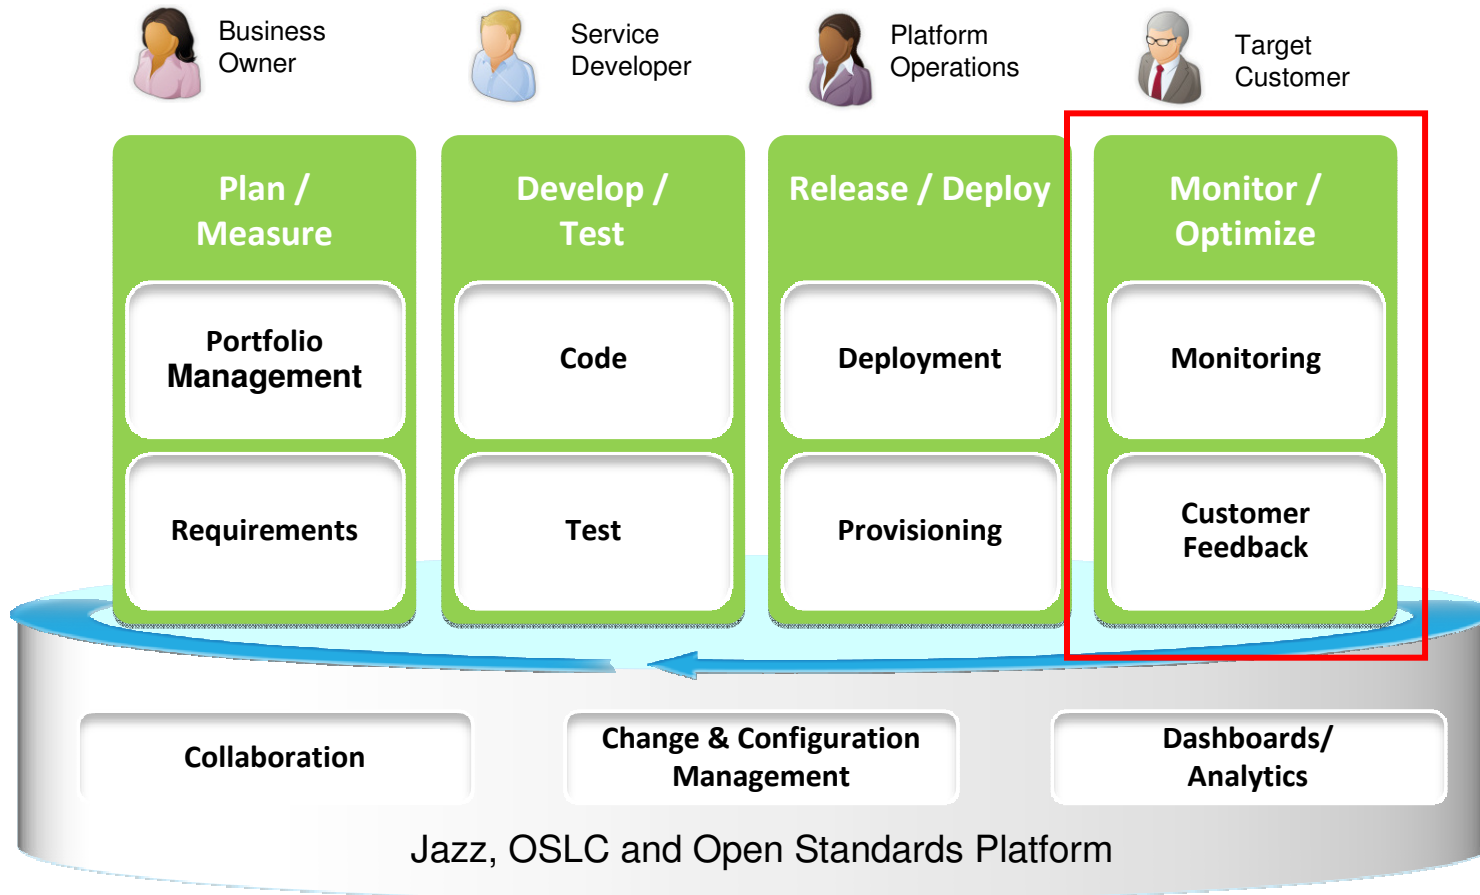 Business
Owner
Service
Developer
Platform
Operations
Target
Customer
Plan /
Measure
Develop /
Test
Release / Deploy
Monitor /
Optimize
Portfolio
Management
Code
Deployment
Monitoring
Requirements
Test
Provisioning
Customer
Feedback
Collaboration
Change & Configuration
Management
Dashboards/
Analytics
Jazz, OSLC and Open Standards Platform